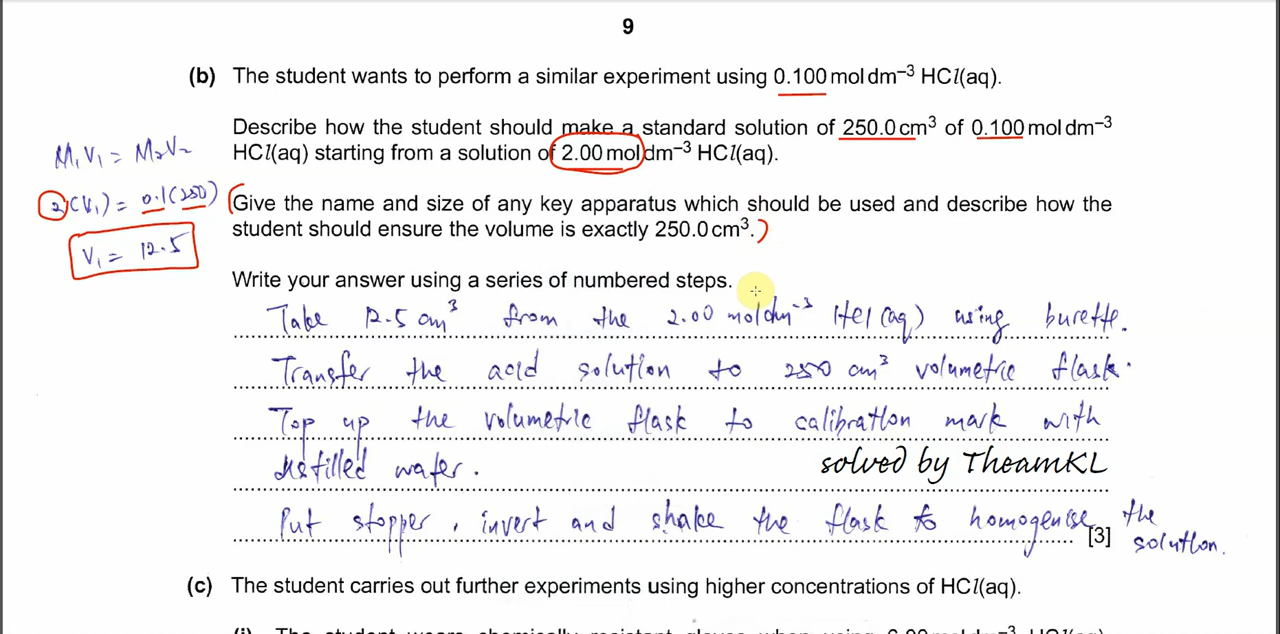 9
(b) The student wants to perform a similar experiment using 0.100 mol dm⁻³ HCl(aq).
Describe how the student should make a standard solution of 250.0 cm³ of 0.100 mol dm⁻³
HCl(aq) starting from a solution of 2.00 mol dm⁻³ HCl(aq).
M₁V₁ = M₂V₂
2(V₁) = 0.1(250)
V₁ = 12.5
(Give the name and size of any key apparatus which should be used and describe how the
student should ensure the volume is exactly 250.0 cm³.)
Write your answer using a series of numbered steps.
Take 12.5 cm³ from the 2.00 mol dm⁻³ HCl(aq) using burette.
Transfer the acid solution to 250 cm³ volumetric flask.
Top up the volumetric flask to calibration mark with
distilled water.
solved by TheamKL
Put stopper, invert and shake the flask to homogenise the
solution.
[3]
(c) The student carries out further experiments using higher concentrations of HCl(aq).